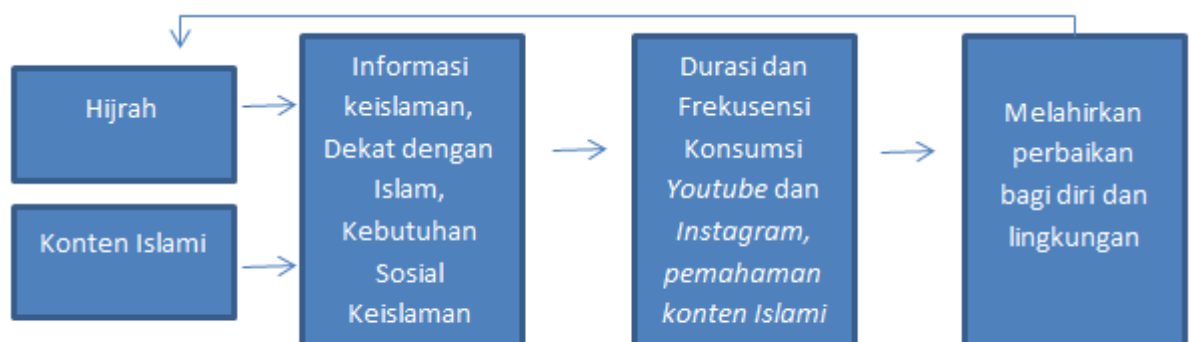 Hijrah
Konten Islami
Informasi
keislaman,
Dekat dengan
Islam,
Kebutuhan
Sosial
Keislaman
Durasi dan
Frekusensi
Konsumsi
Youtube dan
Instagram,
pemahaman
konten Islami
Melahirkan
perbaikan
bagi diri dan
lingkungan